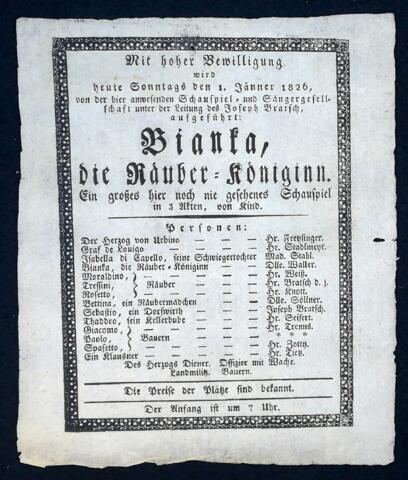 Mit hoher Bewilligung
wird
heute Sonntags den 1. Jänner 1826,
von der hier anwesenden Schauspiel- und Sängergesell-
schaft unter der Leitung des Joseph Bratsch,
aufgeführt:
Bianka,
die Räuber-Königinn.
Ein großes hier noch nie gesehenes Schauspiel
in 3 Akten, von Kind.
Personen:
Der Herzog von Urbino — — — Hr. Freysinger.
Graf de Lovigo — — — — Hr. Stadlmeyr.
Isabella di Capello, seine Schwiegertochter Mad. Stahl.
Bianka, die Räuber-Königinn — — Dlle. Waller.
Moraldino, — — — Hr. Weiß.
Tressini, } Räuber — — — Hr. Bratsch d. j.
Rosetto, — — — Hr. Knott.
Bettina, ein Räubermädchen — — Dlle. Söllner.
Sebastio, ein Dorfwirth — — — Joseph Bratsch.
Thaddeo, sein Kellerbube — — — Hr. Seifert.
Giacomo, — — — Hr. Trenns.
Paolo, } Bauern — — — * * *
Spasetto, — — — Hr. Zotty.
Ein Klausner — — — — Hr. Tietz.
Des Herzogs Diener. Offizier mit Wache.
Landmilitz. Bauern.
Die Preise der Plätze sind bekannt.
Der Anfang ist um 7 Uhr.